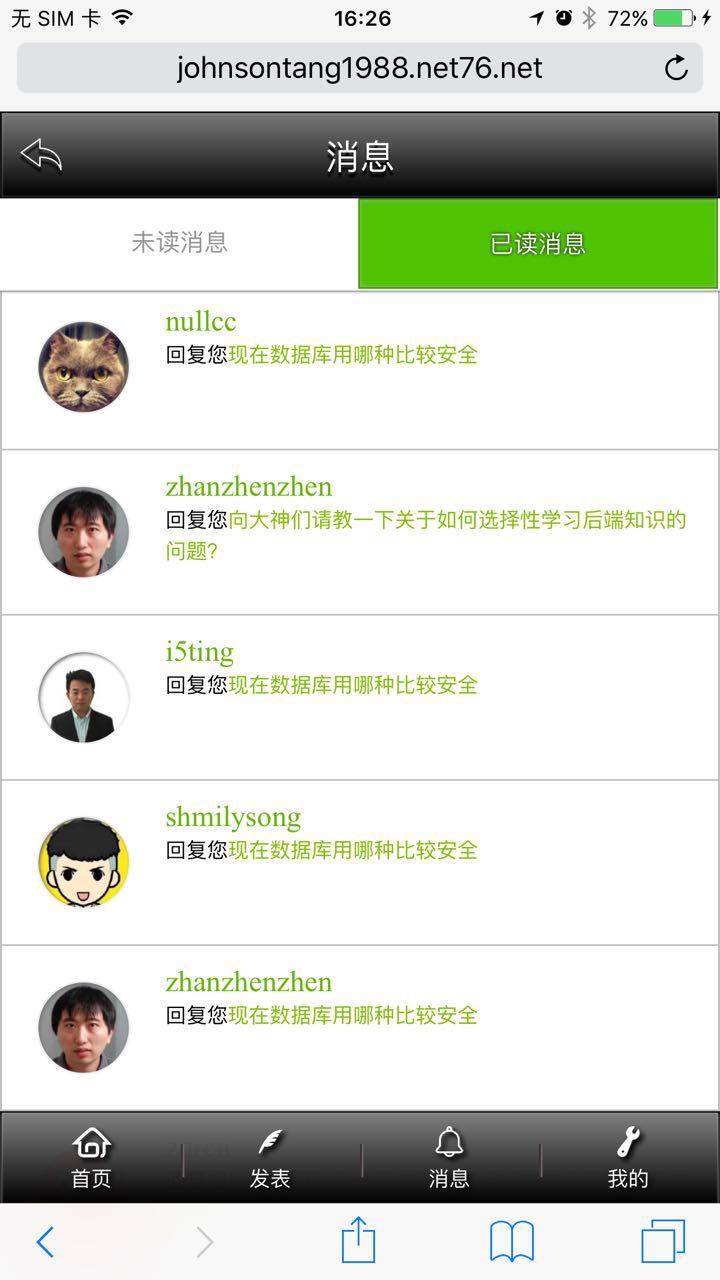 无 SIM 卡 16:26 72%
johnsontang1988.net76.net
消息
未读消息 已读消息
nullcc
回复您现在数据库用哪种比较安全
zhanzhenzhen
回复您向大神们请教一下关于如何选择性学习后端知识的
问题?
i5ting
回复您现在数据库用哪种比较安全
shmilysong
回复您现在数据库用哪种比较安全
zhanzhenzhen
回复您现在数据库用哪种比较安全
首页 发表 消息 我的